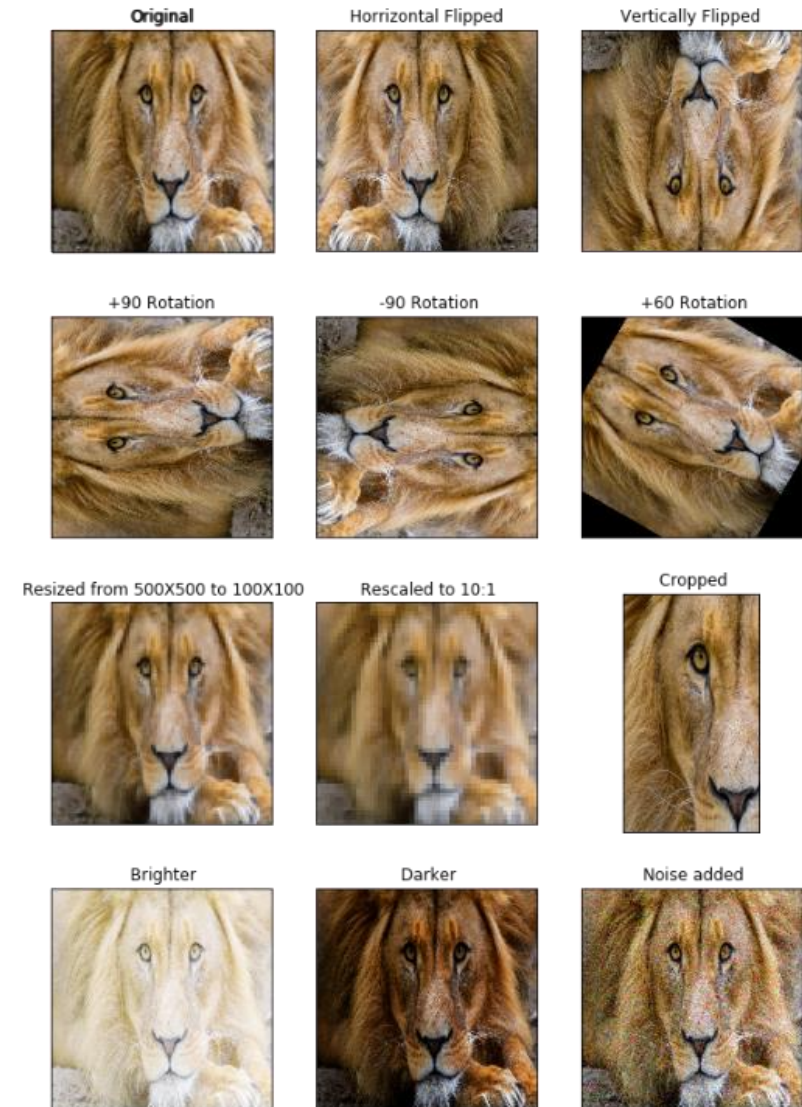 Original
Horrizontal Flipped
Vertically Flipped
+90 Rotation
-90 Rotation
+60 Rotation
Resized from 500X500 to 100X100
Rescaled to 10:1
Cropped
Brighter
Darker
Noise added